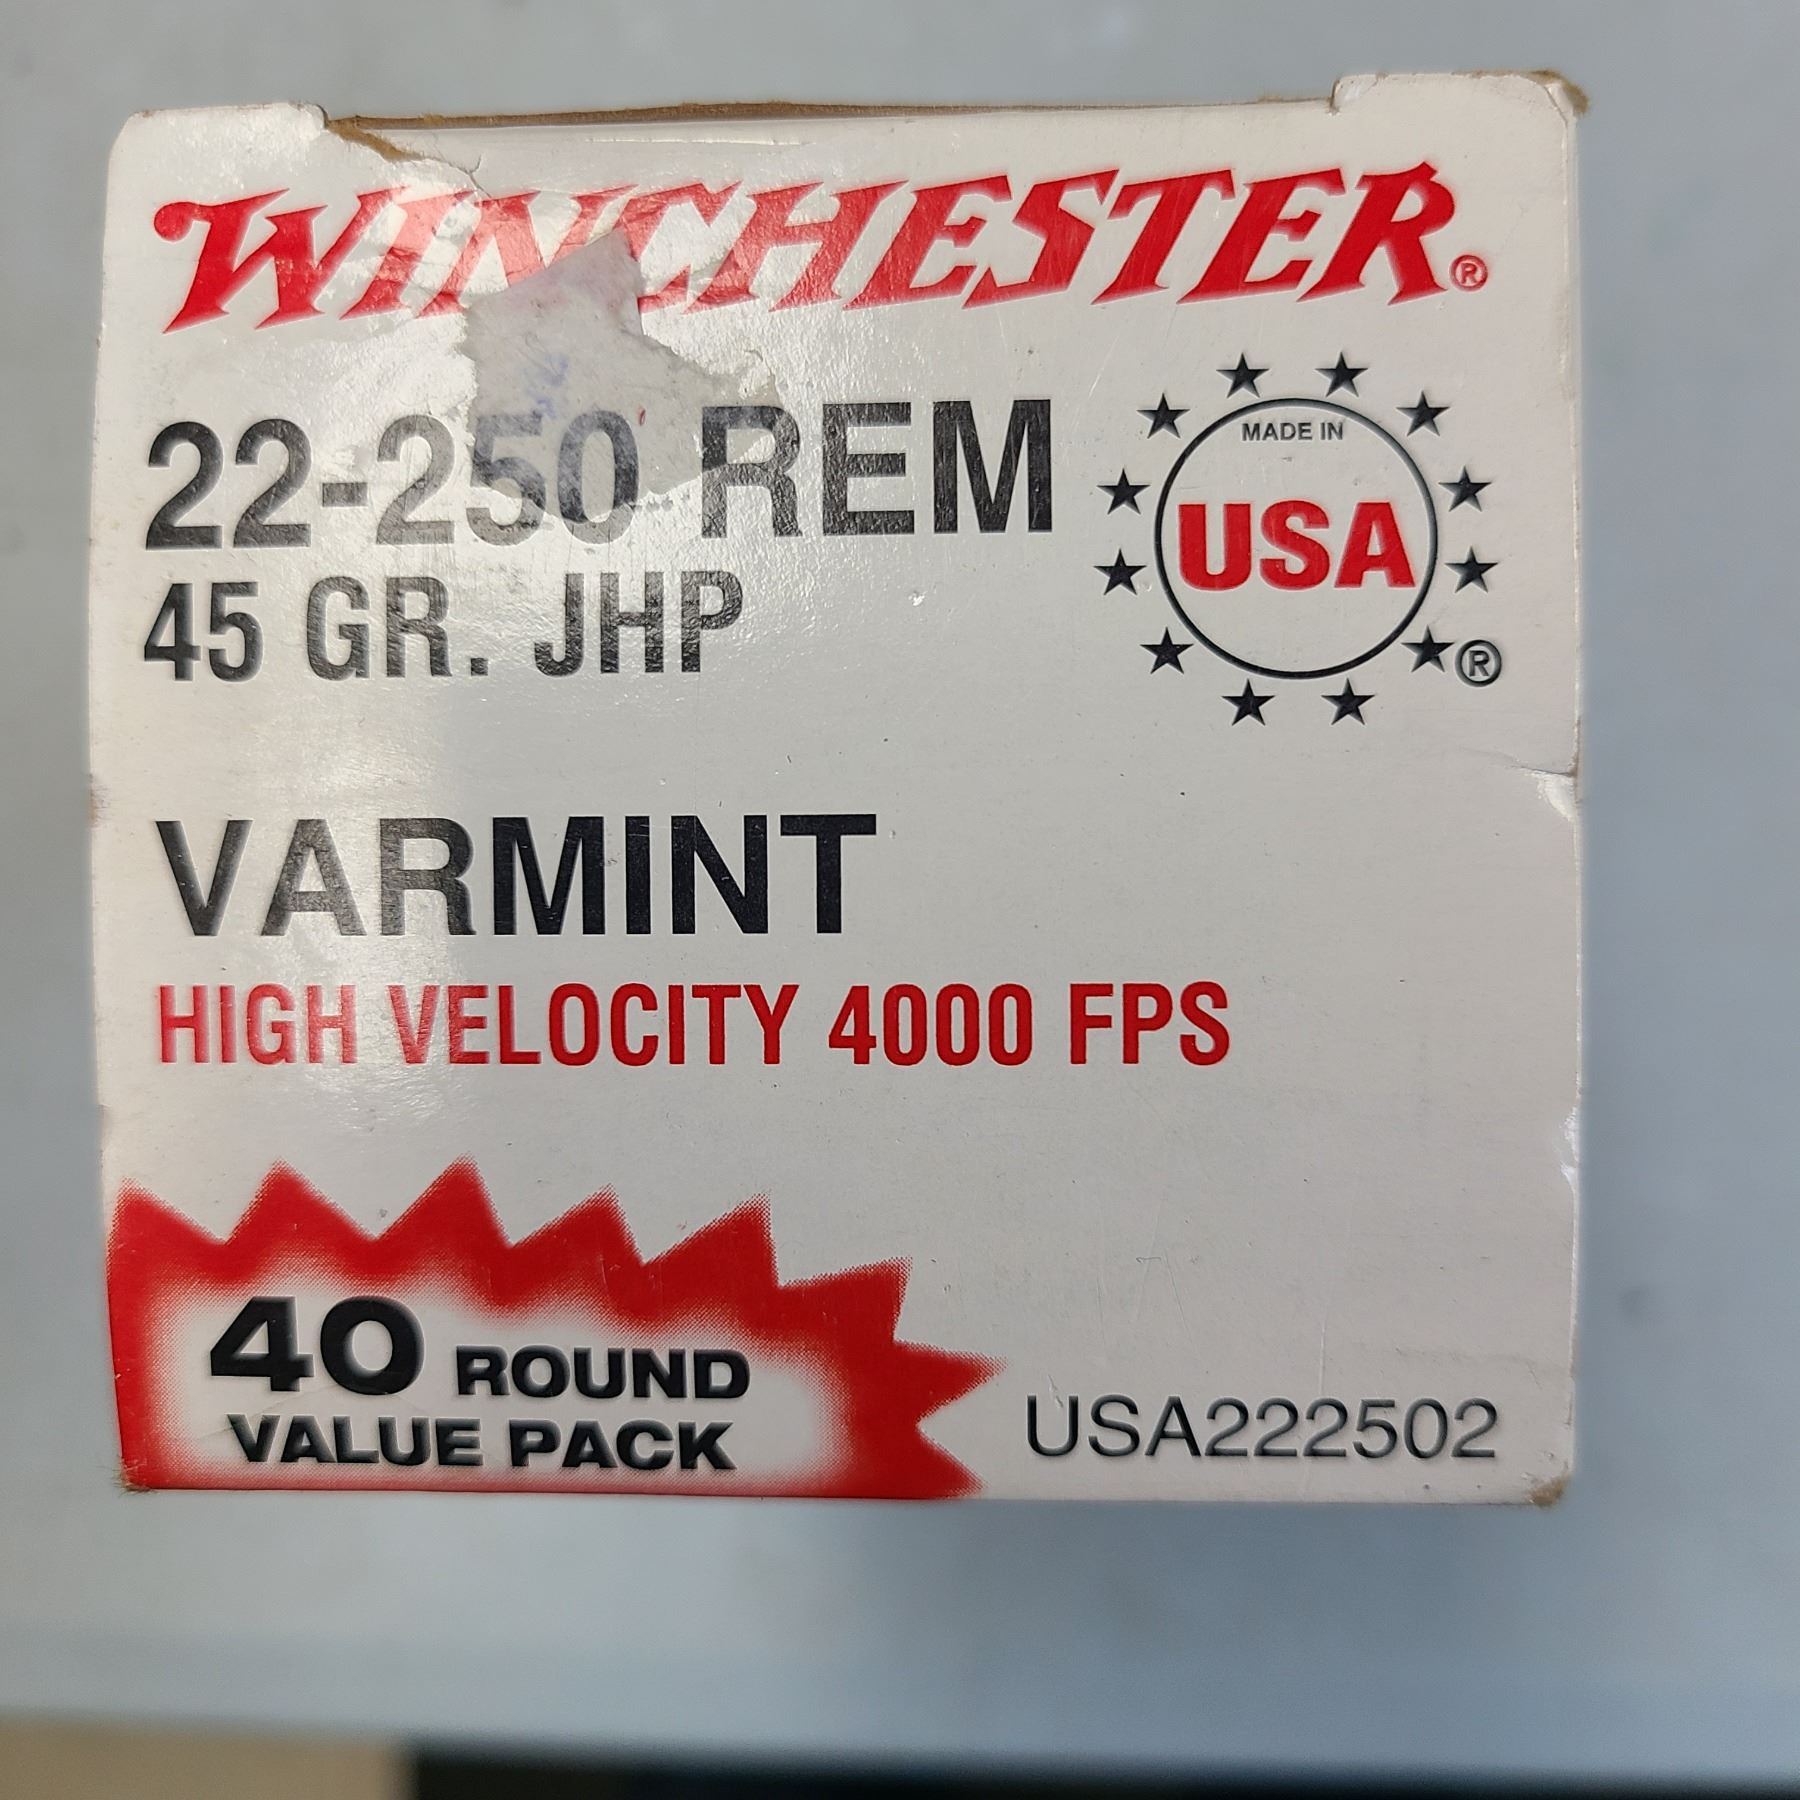 WINCHESTER®
22-250 REM
45 GR. JHP
MADE IN
USA
®
VARMINT
HIGH VELOCITY 4000 FPS
40 ROUND
VALUE PACK
USA222502